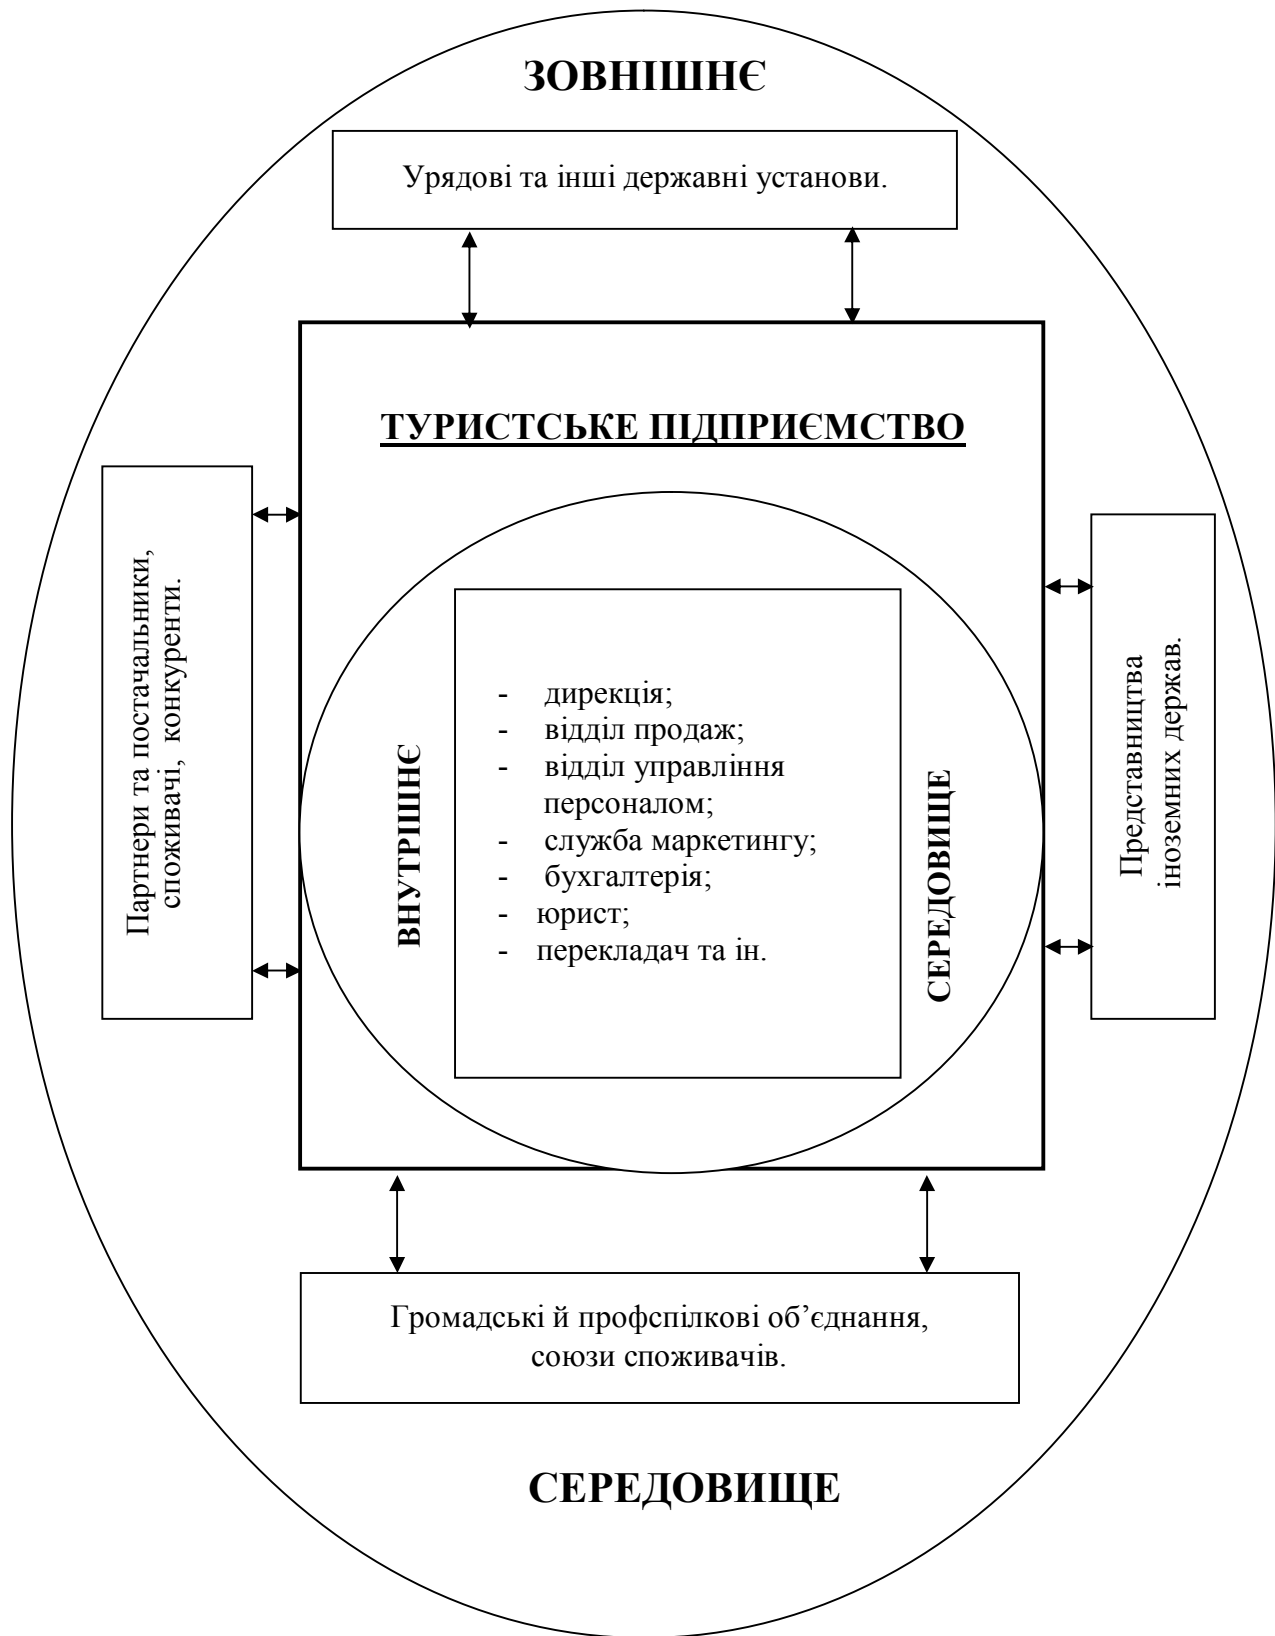 ЗОВНІШНЄ
Урядові та інші державні установи.
ТУРИСТСЬКЕ ПІДПРИЄМСТВО
Партнери та постачальники,
споживачі, конкуренти.
ВНУТРІШНЄ
- дирекція;
- відділ продаж;
- відділ управління
персоналом;
- служба маркетингу;
- бухгалтерія;
- юрист;
- перекладач та ін.
СЕРЕДОВИЩЕ
Представництва
іноземних держав.
Громадські й профспілкові об’єднання,
союзи споживачів.
СЕРЕДОВИЩЕ